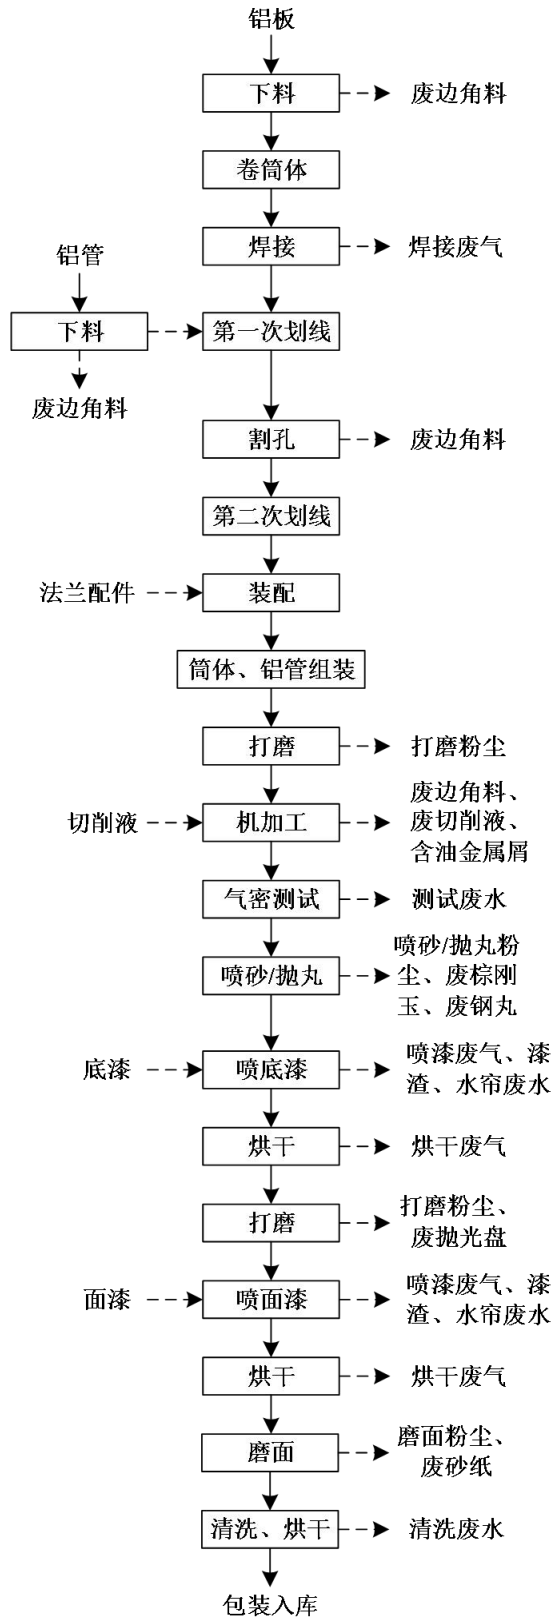 铝板
下料
废边角料
卷筒体
焊接
焊接废气
铝管
下料
废边角料
第一次划线
割孔
废边角料
第二次划线
法兰配件
装配
筒体、铝管组装
打磨
打磨粉尘
切削液
机加工
废边角料、
废切削液、
含油金属屑
气密测试
测试废水
喷砂/抛丸
喷砂/抛丸粉
尘、废棕刚
玉、废钢丸
底漆
喷底漆
喷漆废气、漆
渣、水帘废水
烘干
烘干废气
打磨
打磨粉尘、
废抛光盘
面漆
喷面漆
喷漆废气、漆
渣、水帘废水
烘干
烘干废气
磨面
磨面粉尘、
废砂纸
清洗、烘干
清洗废水
包装入库